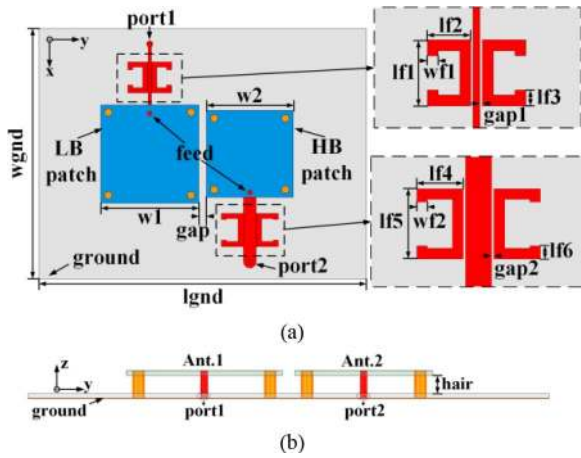 port1
y
x
w2
LB
patch
feed
HB
patch
w1
gap
port2
ground
wgnd
lgnd
lf2
lf1
wf1
lf3
gap1
lf4
lf5
wf2
lf6
gap2
(a)
z
y
Ant.1
Ant.2
hair
ground
port1
port2
(b)